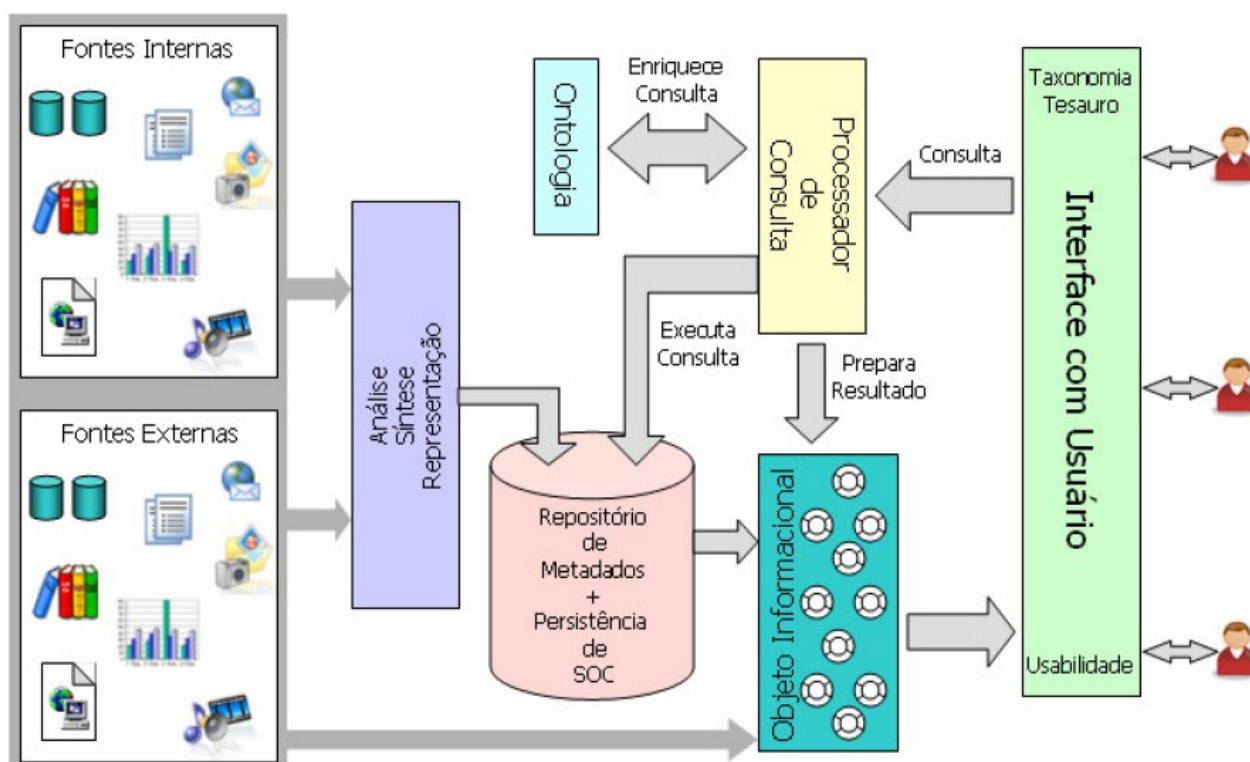 Fontes Internas
Fontes Externas
Análise
Síntese
Representação
Ontologia
Enriquece
Consulta
Processador
de
Consulta
Consulta
Executa
Consulta
Prepara
Resultado
Repositório
de
Metadados
+
Persistência
de
SOC
Objeto Informacional
Taxonomia
Tesauro
Interface com Usuário
Usabilidade